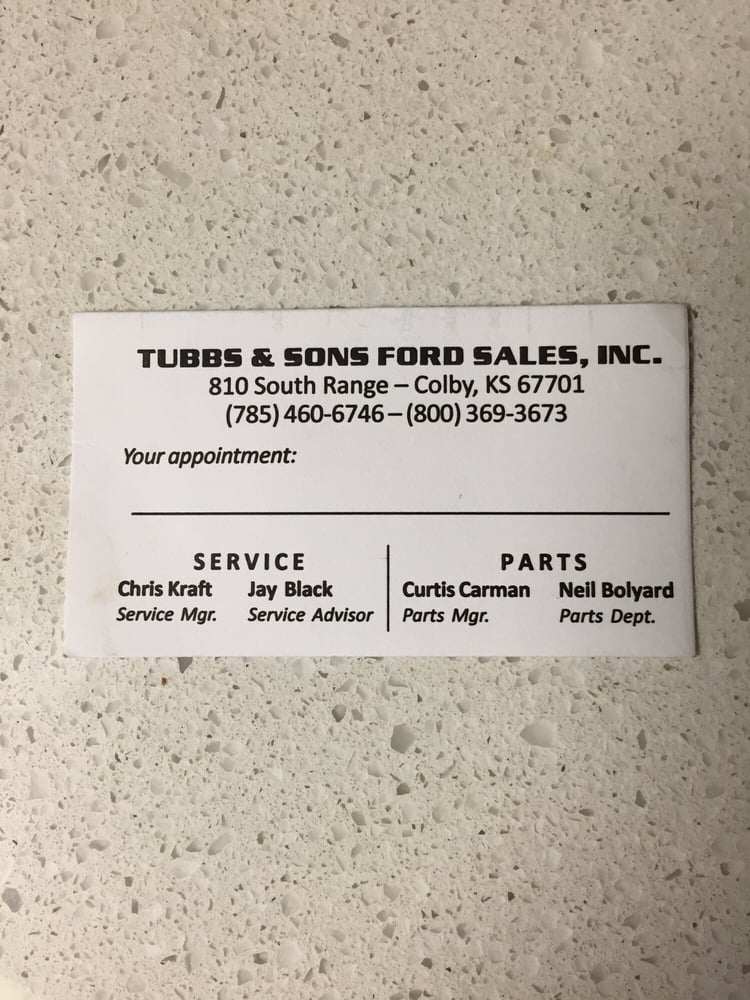 TUBBS & SONS FORD SALES, INC.
810 South Range – Colby, KS 67701
(785) 460-6746 – (800) 369-3673
Your appointment:
SERVICE
Chris Kraft Jay Black
Service Mgr. Service Advisor
PARTS
Curtis Carman Neil Bolyard
Parts Mgr. Parts Dept.